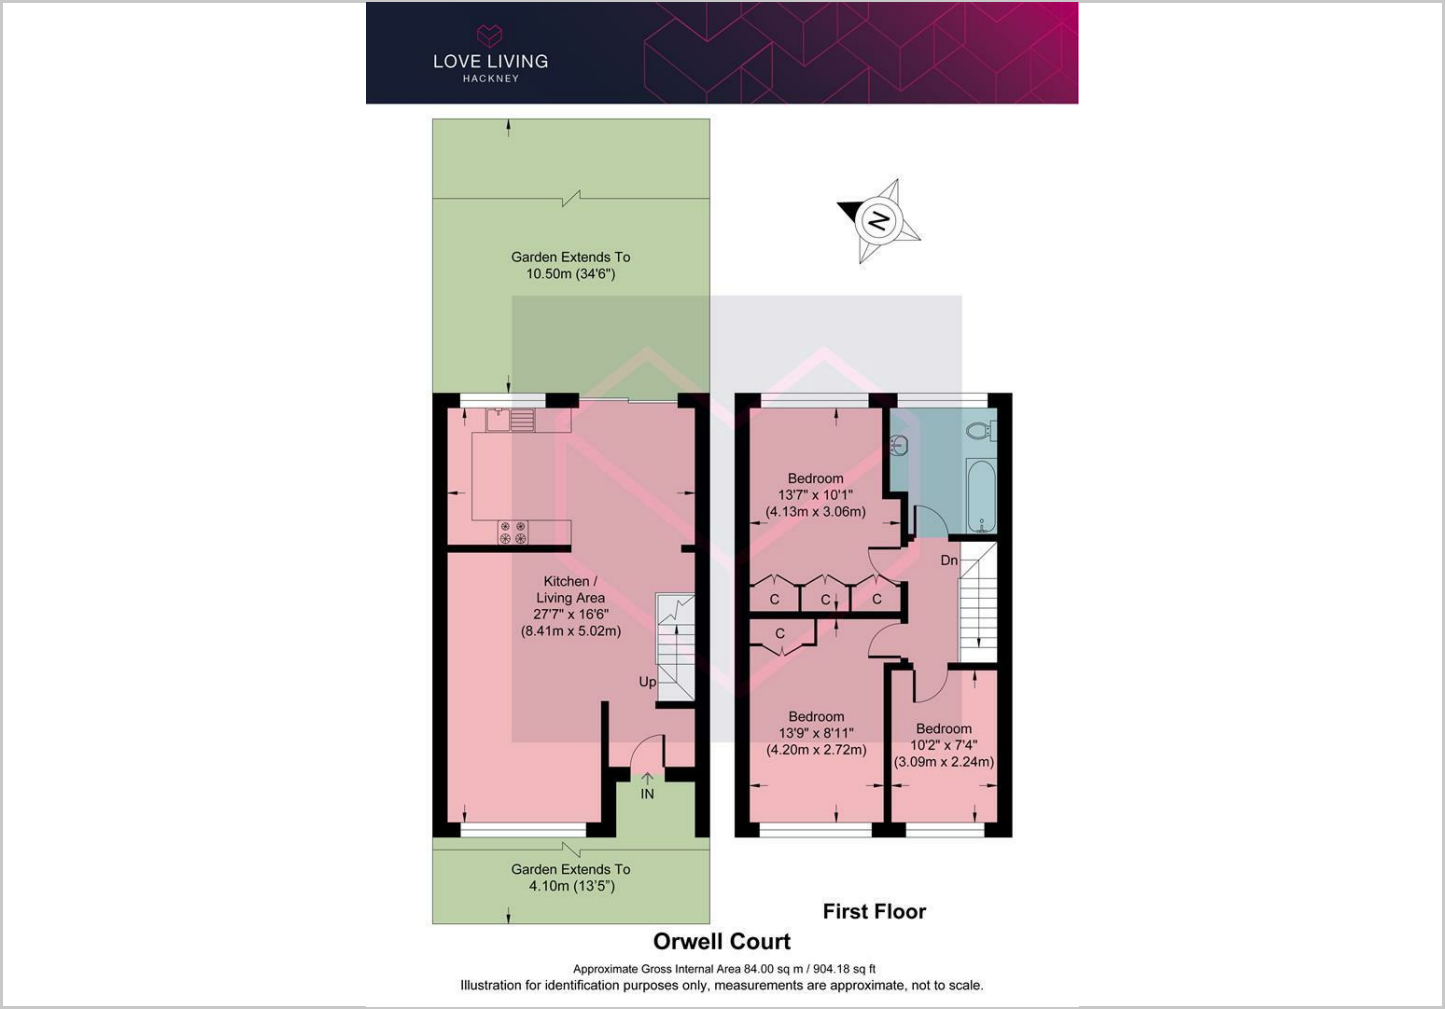 LOVE LIVING
HACKNEY
Garden Extends To
10.50m (34'6")
N
Kitchen /
Living Area
27'7" x 16'6"
(8.41m x 5.02m)
Up
IN
Garden Extends To
4.10m (13'5")
Bedroom
13'7" x 10'1"
(4.13m x 3.06m)
C
C
C
C
Dn
Bedroom
13'9" x 8'11"
(4.20m x 2.72m)
Bedroom
10'2" x 7'4"
(3.09m x 2.24m)
First Floor
Orwell Court
Approximate Gross Internal Area 84.00 sq m / 904.18 sq ft
Illustration for identification purposes only, measurements are approximate, not to scale.